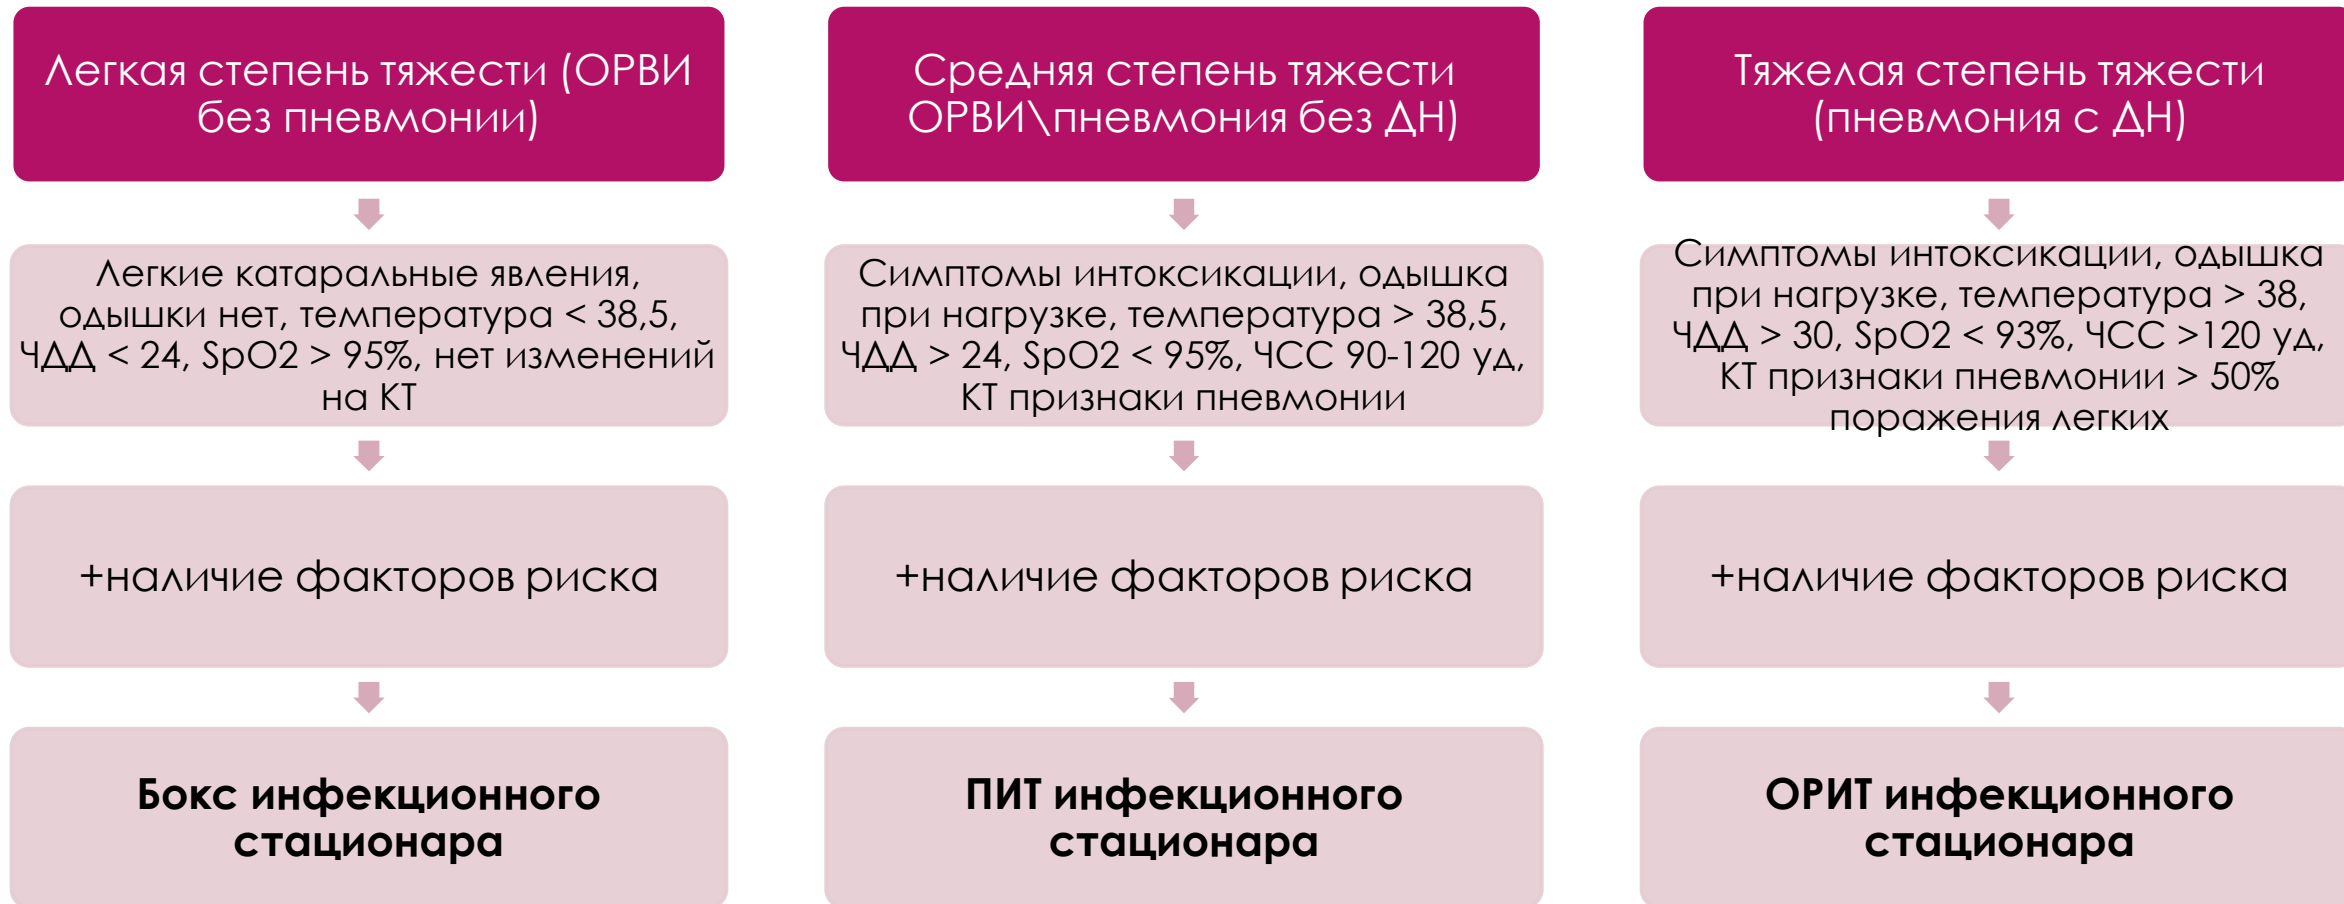 Легкая степень тяжести (ОРВИ
без пневмонии)
Легкие катаральные явления,
одышки нет, температура < 38,5,
ЧДД < 24, SpO2 > 95%, нет изменений
на КТ
+наличие факторов риска
Бокс инфекционного
стационара
Средняя степень тяжести
ОРВИ\пневмония без ДН)
Симптомы интоксикации, одышка
при нагрузке, температура > 38,5,
ЧДД > 24, SpO2 < 95%, ЧСС 90-120 уд,
КТ признаки пневмонии
+наличие факторов риска
ПИТ инфекционного
стационара
Тяжелая степень тяжести
(пневмония с ДН)
Симптомы интоксикации, одышка
при нагрузке, температура > 38,
ЧДД > 30, SpO2 < 93%, ЧСС >120 уд,
КТ признаки пневмонии > 50%
поражения легких
+наличие факторов риска
ОРИТ инфекционного
стационара